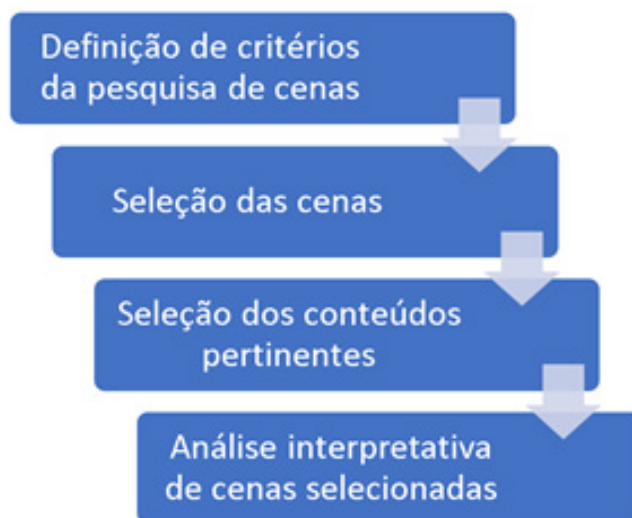 Definição de critérios
da pesquisa de cenas
Seleção das cenas
Seleção dos conteúdos
pertinentes
Análise interpretativa
de cenas selecionadas